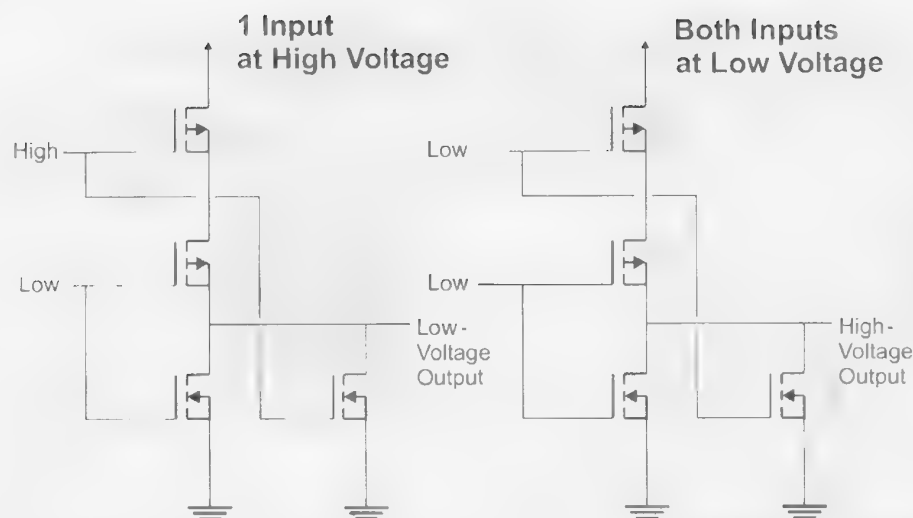 1 Input
at High Voltage
High
Low
Low-
Voltage
Output
Both Inputs
at Low Voltage
Low
Low
High-
Voltage
Output